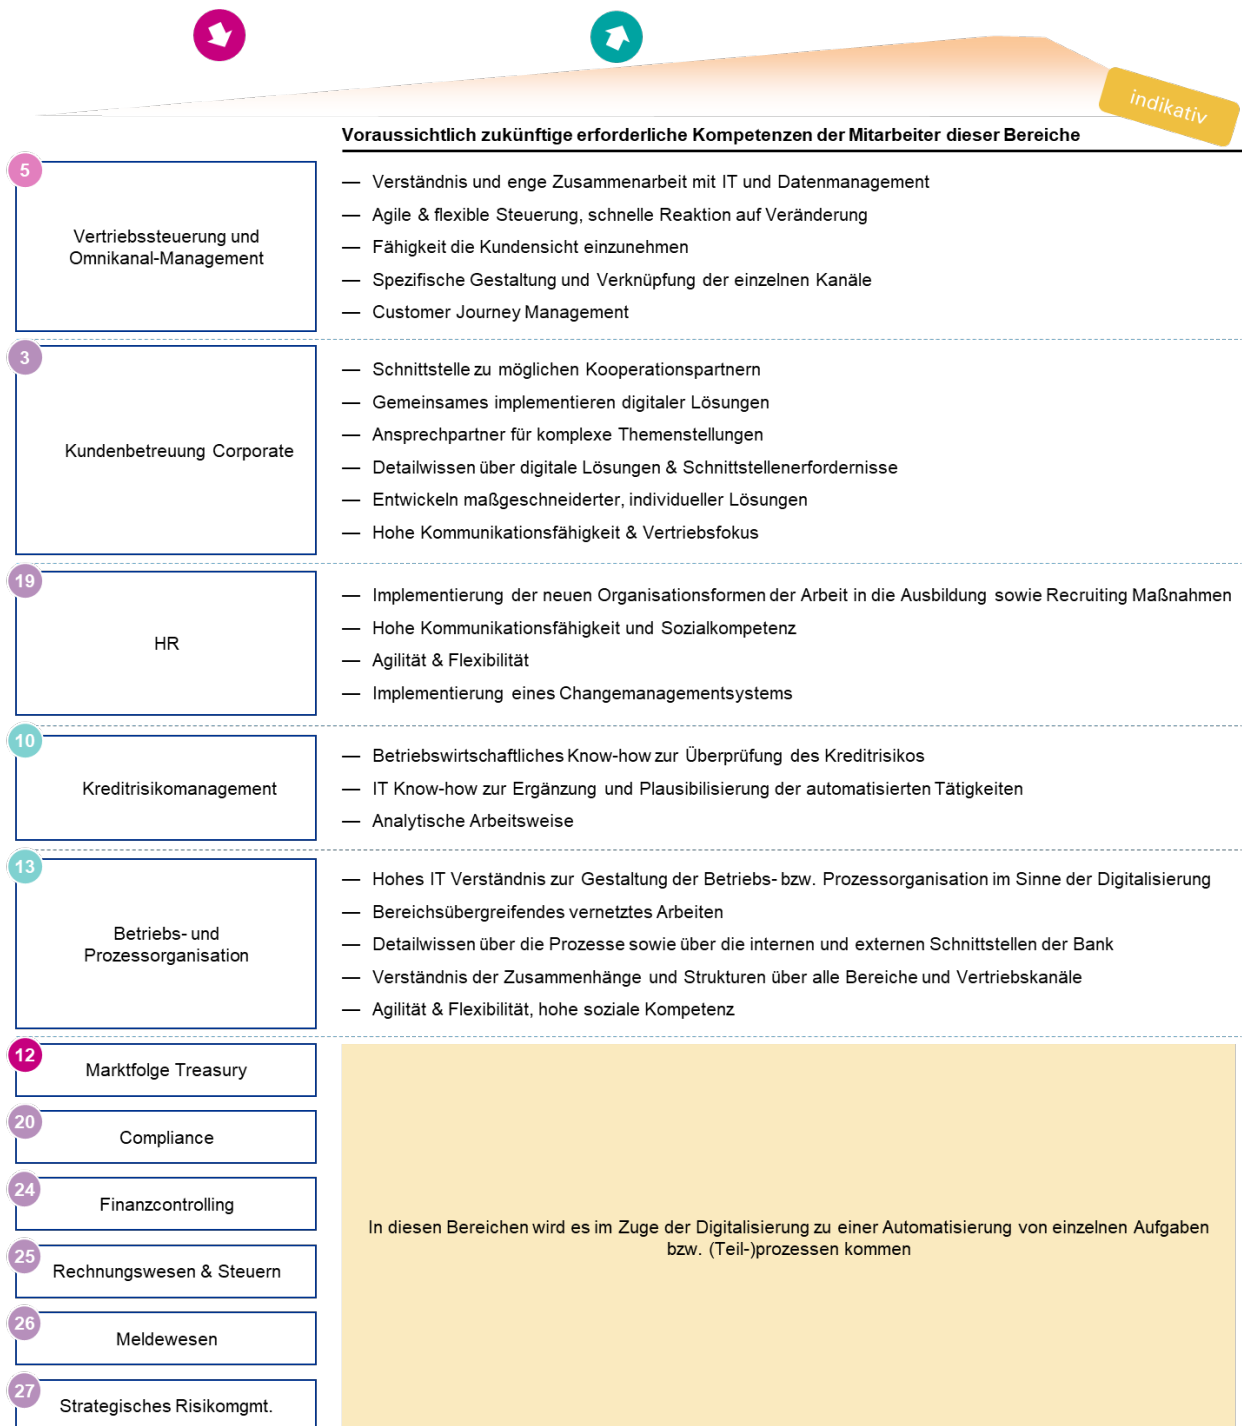 indikativ
Voraussichtlich zukünftige erforderliche Kompetenzen der Mitarbeiter dieser Bereiche
5
Vertriebssteuerung und
Omnikanal-Management
— Verständnis und enge Zusammenarbeit mit IT und Datenmanagement
— Agile & flexible Steuerung, schnelle Reaktion auf Veränderung
— Fähigkeit die Kundensicht einzunehmen
— Spezifische Gestaltung und Verknüpfung der einzelnen Kanäle
— Customer Journey Management
3
Kundenbetreuung Corporate
— Schnittstelle zu möglichen Kooperationspartnern
— Gemeinsames implementieren digitaler Lösungen
— Ansprechpartner für komplexe Themenstellungen
— Detailwissen über digitale Lösungen & Schnittstellenerfordernisse
— Entwickeln maßgeschneiderter, individueller Lösungen
— Hohe Kommunikationsfähigkeit & Vertriebsfokus
19
HR
— Implementierung der neuen Organisationsformen der Arbeit in die Ausbildung sowie Recruiting Maßnahmen
— Hohe Kommunikationsfähigkeit und Sozialkompetenz
— Agilität & Flexibilität
— Implementierung eines Changemanagementsystems
10
Kreditrisikomanagement
— Betriebswirtschaftliches Know-how zur Überprüfung des Kreditrisikos
— IT Know-how zur Ergänzung und Plausibilisierung der automatisierten Tätigkeiten
— Analytische Arbeitsweise
13
Betriebs- und
Prozessorganisation
— Hohes IT Verständnis zur Gestaltung der Betriebs- bzw. Prozessorganisation im Sinne der Digitalisierung
— Bereichsübergreifendes vernetztes Arbeiten
— Detailwissen über die Prozesse sowie über die internen und externen Schnittstellen der Bank
— Verständnis der Zusammenhänge und Strukturen über alle Bereiche und Vertriebskanäle
— Agilität & Flexibilität, hohe soziale Kompetenz
12
Marktfolge Treasury
20
Compliance
24
Finanzcontrolling
25
Rechnungswesen & Steuern
26
Meldewesen
27
Strategisches Risikomgmt.
In diesen Bereichen wird es im Zuge der Digitalisierung zu einer Automatisierung von einzelnen Aufgaben
bzw. (Teil-)prozessen kommen